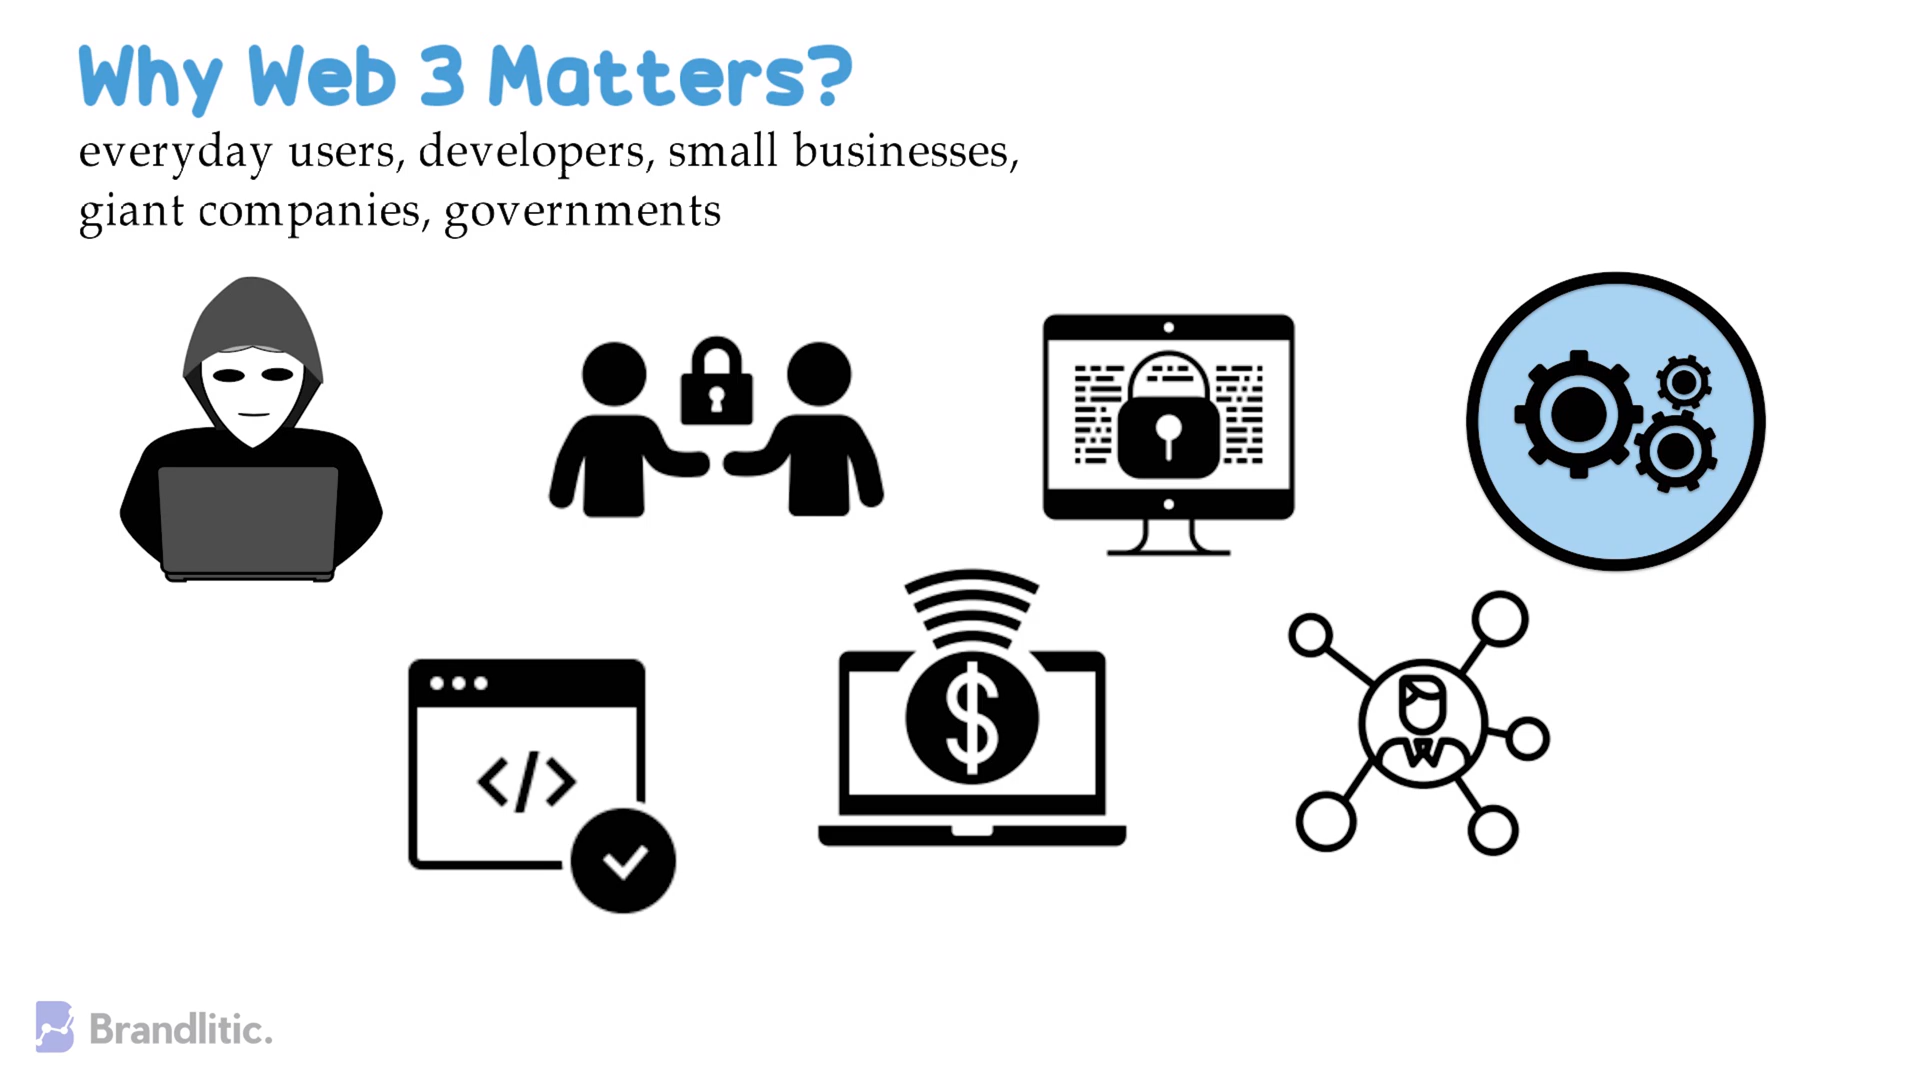 Why Web 3 Matters?
everyday users, developers, small businesses,
giant companies, governments
</>
$
Brandlitic.